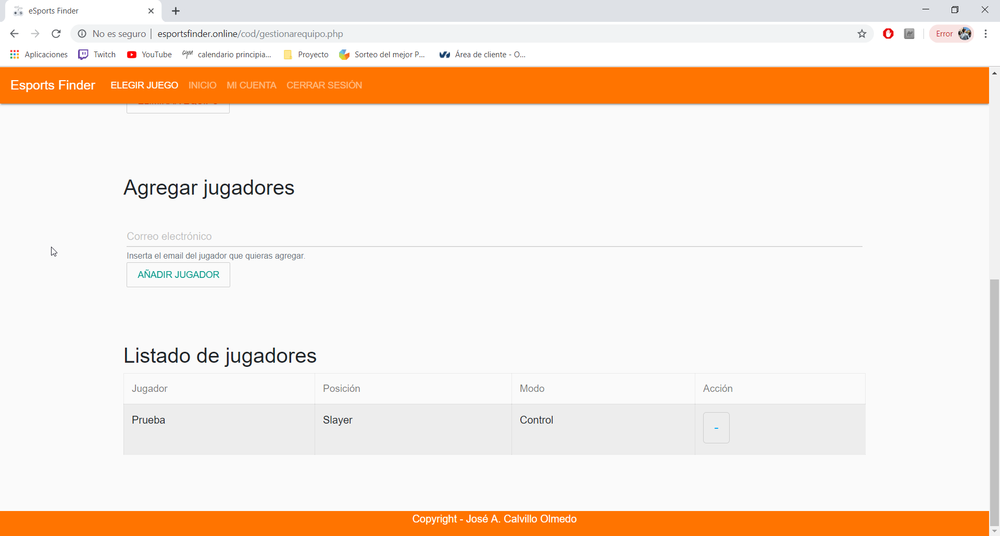 eSports Finder
No es seguro | esportsfinder.online/cod/gestionarequipo.php
Error
Aplicaciones Twitch YouTube GYM calendario principia... Proyecto Sorteo del mejor P... Área de cliente - O...
Esports Finder ELEGIR JUEGO INICIO MI CUENTA CERRAR SESIÓN
Agregar jugadores
Correo electrónico
Inserta el email del jugador que quieras agregar.
AÑADIR JUGADOR
Listado de jugadores
Jugador Posición Modo Acción
Prueba Slayer Control -
Copyright - José A. Calvillo Olmedo